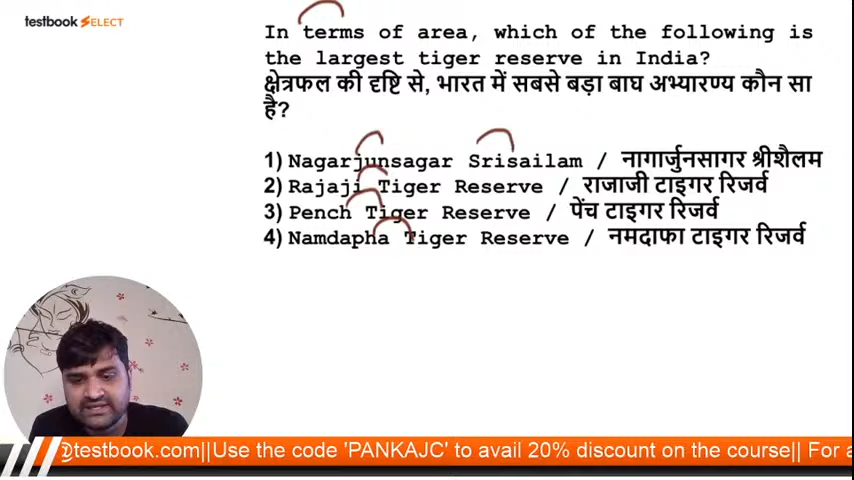 testbook SELECT
In terms of area, which of the following is
the largest tiger reserve in India?
क्षेत्रफल की दृष्टि से, भारत में सबसे बड़ा बाघ अभ्यारण्य कौन सा
है?
1) Nagarjunsagar Srisailam / नागार्जुनसागर श्रीशैलम
2) Rajaji Tiger Reserve / राजाजी टाइगर रिजर्व
3) Pench Tiger Reserve / पेंच टाइगर रिजर्व
4) Namdapha Tiger Reserve / नमदाफा टाइगर रिजर्व
@testbook.com||Use the code 'PANKAJC' to avail 20% discount on the course|| For a